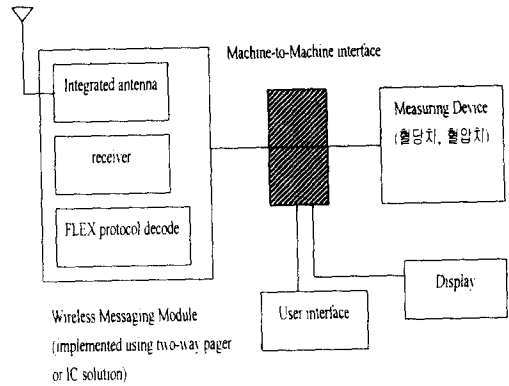 Machine-to-Machine interface
Integrated antenna
receiver
FLEX protocol decode
Measuring Device
(혈당치, 혈압치)
Display
User interface
Wireless Messaging Module
(implemented using two-way pager
or IC solution)